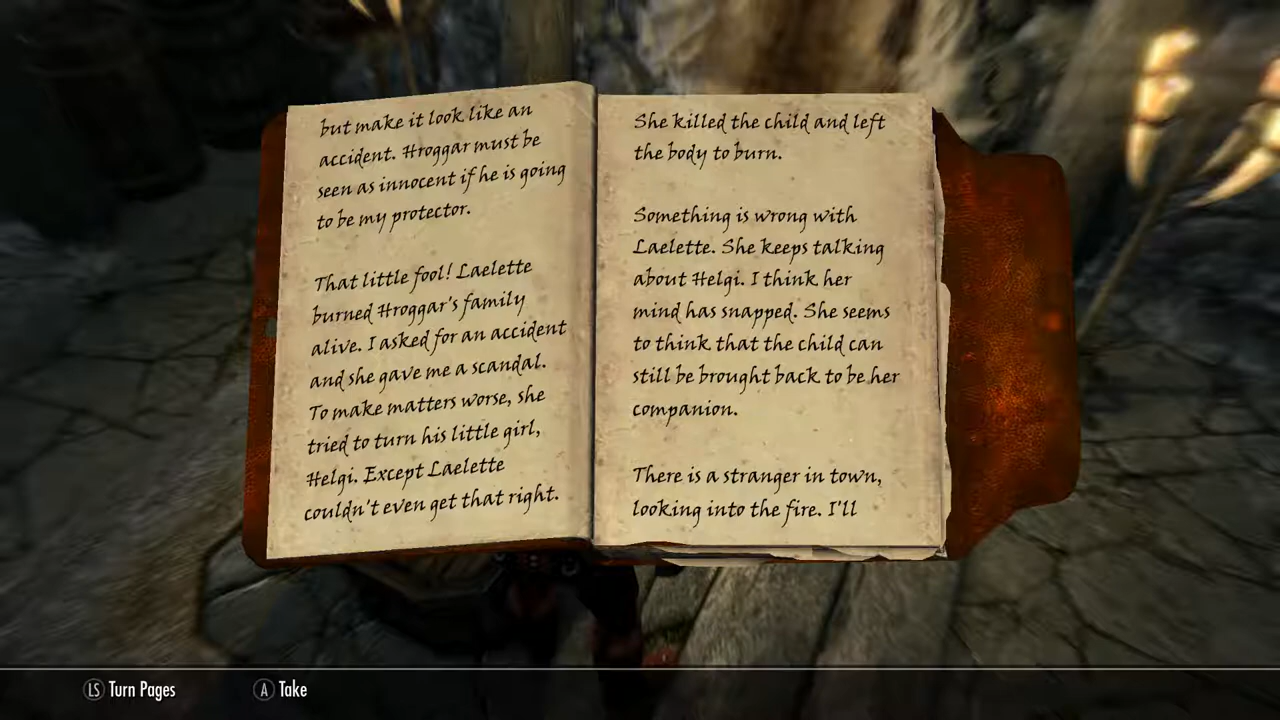 but make it look like an
accident. Hroggar must be
seen as innocent if he is going
to be my protector.
That little fool! Laelette
burned Hroggar's family
alive. I asked for an accident
and she gave me a scandal.
To make matters worse, she
tried to turn his little girl,
Helgi. Except Laelette
couldn't even get that right.
She killed the child and left
the body to burn.
Something is wrong with
Laelette. She keeps talking
about Helgi. I think her
mind has snapped. She seems
to think that the child can
still be brought back to be her
companion.
There is a stranger in town,
looking into the fire. I'll
LS Turn Pages
A Take